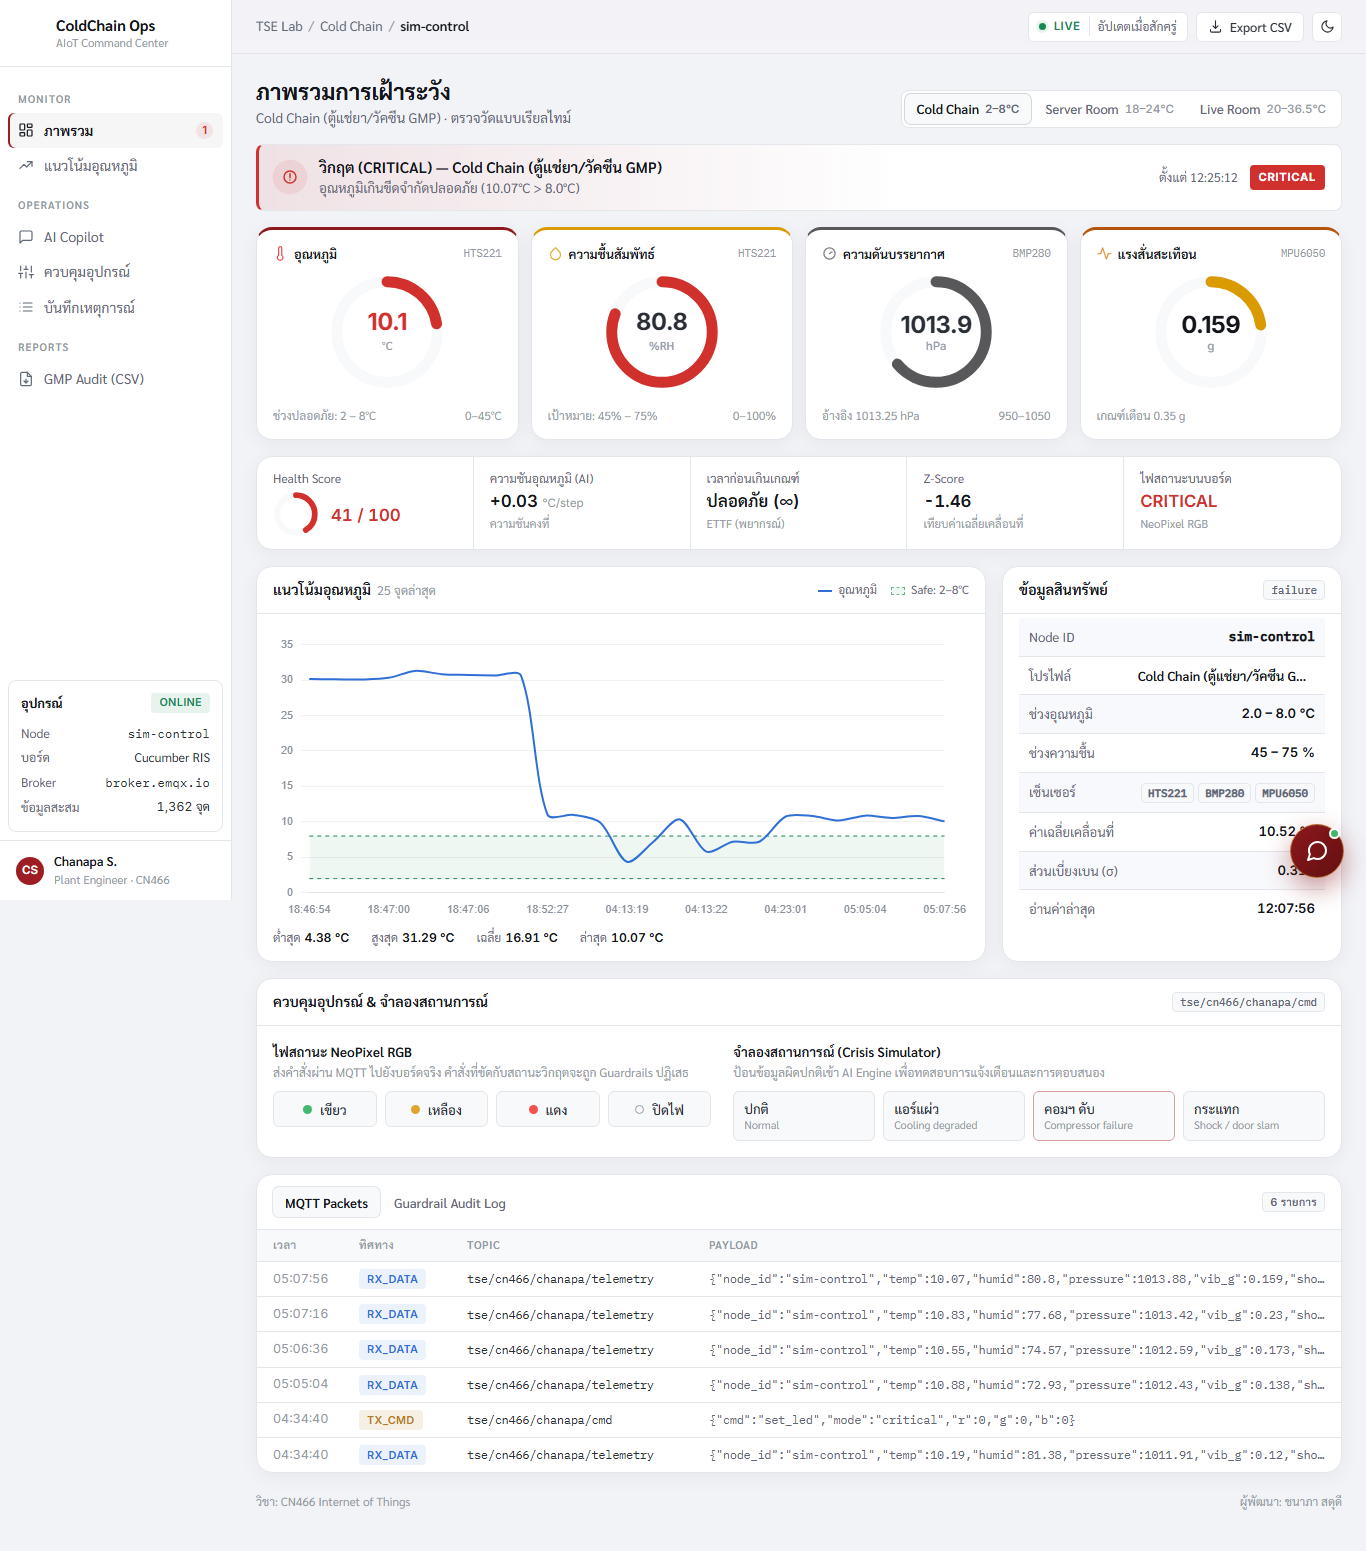 ColdChain Ops
AIoT Command Center
MONITOR
ภาพรวม 1
แนวโน้มอุณหภูมิ
OPERATIONS
AI Copilot
ควบคุมอุปกรณ์
บันทึกเหตุการณ์
REPORTS
GMP Audit (CSV)
อุปกรณ์ ONLINE
Node sim-control
บอร์ด Cucumber RIS
Broker broker.emqx.io
ข้อมูลสะสม 1,362 จุด
CS
Chanapa S.
Plant Engineer · CN466
TSE Lab / Cold Chain / sim-control
LIVE อัปเดตเมื่อสักครู่
Export CSV
ภาพรวมการเฝ้าระวัง
Cold Chain (ตู้แช่ยา/วัคซีน GMP) · ตรวจวัดแบบเรียลไทม์
Cold Chain 2–8°C Server Room 18–24°C Live Room 20–36.5°C
วิกฤต (CRITICAL) — Cold Chain (ตู้แช่ยา/วัคซีน GMP)
อุณหภูมิเกินขีดจำกัดปลอดภัย (10.07°C > 8.0°C)
ตั้งแต่ 12:25:12 CRITICAL
อุณหภูมิ HTS221
10.1
°C
ช่วงปลอดภัย: 2 – 8°C 0–45°C
ความชื้นสัมพัทธ์ HTS221
80.8
%RH
เป้าหมาย: 45% – 75% 0–100%
ความดันบรรยากาศ BMP280
1013.9
hPa
อ้างอิง 1013.25 hPa 950–1050
แรงสั่นสะเทือน MPU6050
0.159
g
เกณฑ์เตือน 0.35 g
Health Score
41 / 100
ความชันอุณหภูมิ (AI)
+0.03 °C/step
ความชันคงที่
เวลาก่อนเกินเกณฑ์
ปลอดภัย (∞)
ETTF (พยากรณ์)
Z-Score
-1.46
เทียบค่าเฉลี่ยเคลื่อนที่
ไฟสถานะบนบอร์ด
CRITICAL
NeoPixel RGB
แนวโน้มอุณหภูมิ 25 จุดล่าสุด
อุณหภูมิ Safe: 2–8°C
35
30
25
20
15
10
5
0
18:46:54 18:47:00 18:47:06 18:52:27 04:13:19 04:13:22 04:23:01 05:05:04 05:07:56
ต่ำสุด 4.38 °C สูงสุด 31.29 °C เฉลี่ย 16.91 °C ล่าสุด 10.07 °C
ข้อมูลสินทรัพย์ failure
Node ID sim-control
โปรไฟล์ Cold Chain (ตู้แช่ยา/วัคซีน G...
ช่วงอุณหภูมิ 2.0 – 8.0 °C
ช่วงความชื้น 45 – 75 %
เซ็นเซอร์ HTS221 BMP280 MPU6050
ค่าเฉลี่ยเคลื่อนที่ 10.52
ส่วนเบี่ยงเบน (σ)
อ่านค่าล่าสุด 12:07:56
ควบคุมอุปกรณ์ & จำลองสถานการณ์ tse/cn466/chanapa/cmd
ไฟสถานะ NeoPixel RGB
ส่งคำสั่งผ่าน MQTT ไปยังบอร์ดจริง คำสั่งที่ขัดกับสถานะวิกฤตจะถูก Guardrails ปฏิเสธ
เขียว เหลือง แดง ปิดไฟ
จำลองสถานการณ์ (Crisis Simulator)
ป้อนข้อมูลผิดปกติเข้า AI Engine เพื่อทดสอบการแจ้งเตือนและการตอบสนอง
ปกติ
Normal
แอร์แผ่ว
Cooling degraded
คอมฯ ดับ
Compressor failure
กระแทก
Shock / door slam
MQTT Packets Guardrail Audit Log 6 รายการ
เวลา ทิศทาง TOPIC PAYLOAD
05:07:56 RX_DATA tse/cn466/chanapa/telemetry {"node_id":"sim-control","temp":10.07,"humid":80.8,"pressure":1013.88,"vib_g":0.159,"sho…
05:07:16 RX_DATA tse/cn466/chanapa/telemetry {"node_id":"sim-control","temp":10.83,"humid":77.68,"pressure":1013.42,"vib_g":0.23,"sho…
05:06:36 RX_DATA tse/cn466/chanapa/telemetry {"node_id":"sim-control","temp":10.55,"humid":74.57,"pressure":1012.59,"vib_g":0.173,"sh…
05:05:04 RX_DATA tse/cn466/chanapa/telemetry {"node_id":"sim-control","temp":10.88,"humid":72.93,"pressure":1012.43,"vib_g":0.138,"sh…
04:34:40 TX_CMD tse/cn466/chanapa/cmd {"cmd":"set_led","mode":"critical","r":0,"g":0,"b":0}
04:34:40 RX_DATA tse/cn466/chanapa/telemetry {"node_id":"sim-control","temp":10.19,"humid":81.38,"pressure":1011.91,"vib_g":0.12,"sho…
วิชา: CN466 Internet of Things
ผู้พัฒนา: ชนาภา สดุดี